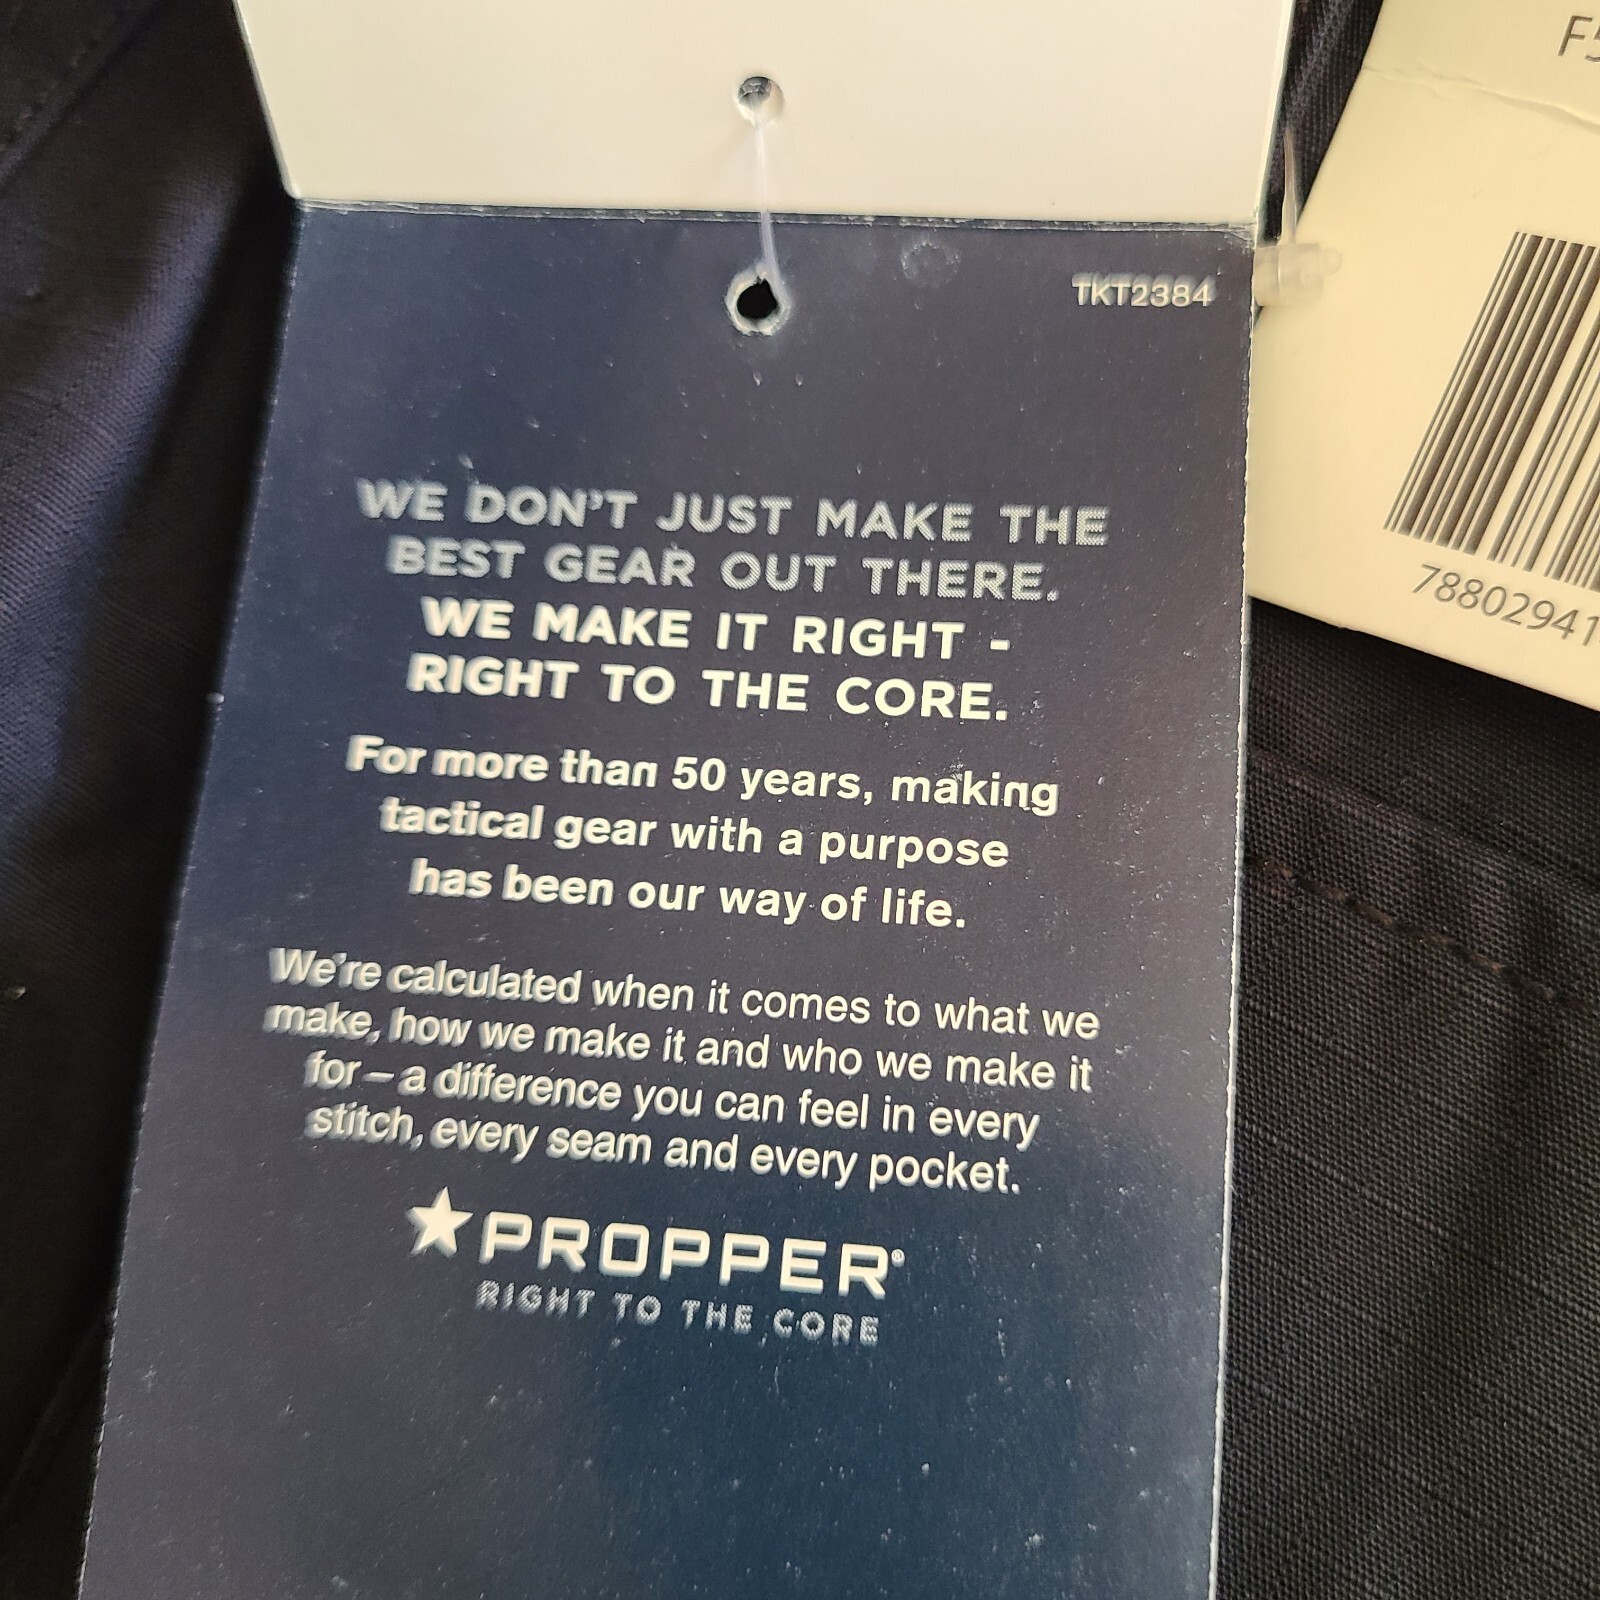 TKT2384
WE DON'T JUST MAKE THE
BEST GEAR OUT THERE.
WE MAKE IT RIGHT -
RIGHT TO THE CORE.
For more than 50 years, making
tactical gear with a purpose
has been our way of life.
We're calculated when it comes to what we
make, how we make it and who we make it
for – a difference you can feel in every
stitch, every seam and every pocket.
PROPPER®
RIGHT TO THE CORE
F5
78802941